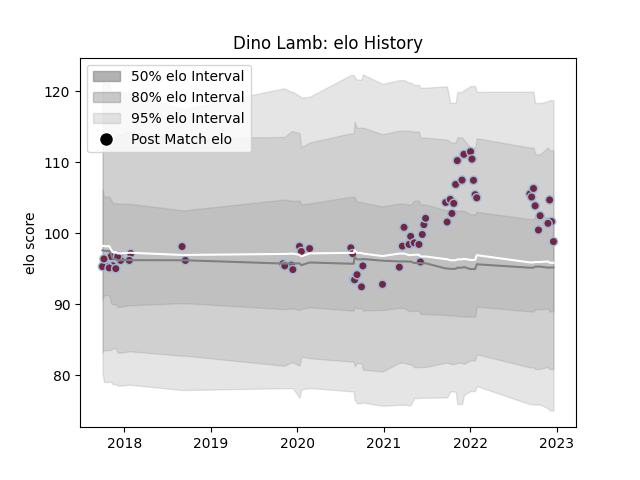 Dino Lamb: elo History
50% elo Interval
80% elo Interval
95% elo Interval
Post Match elo
elo score
120
110
100
90
80
2018 2019 2020 2021 2022 2023